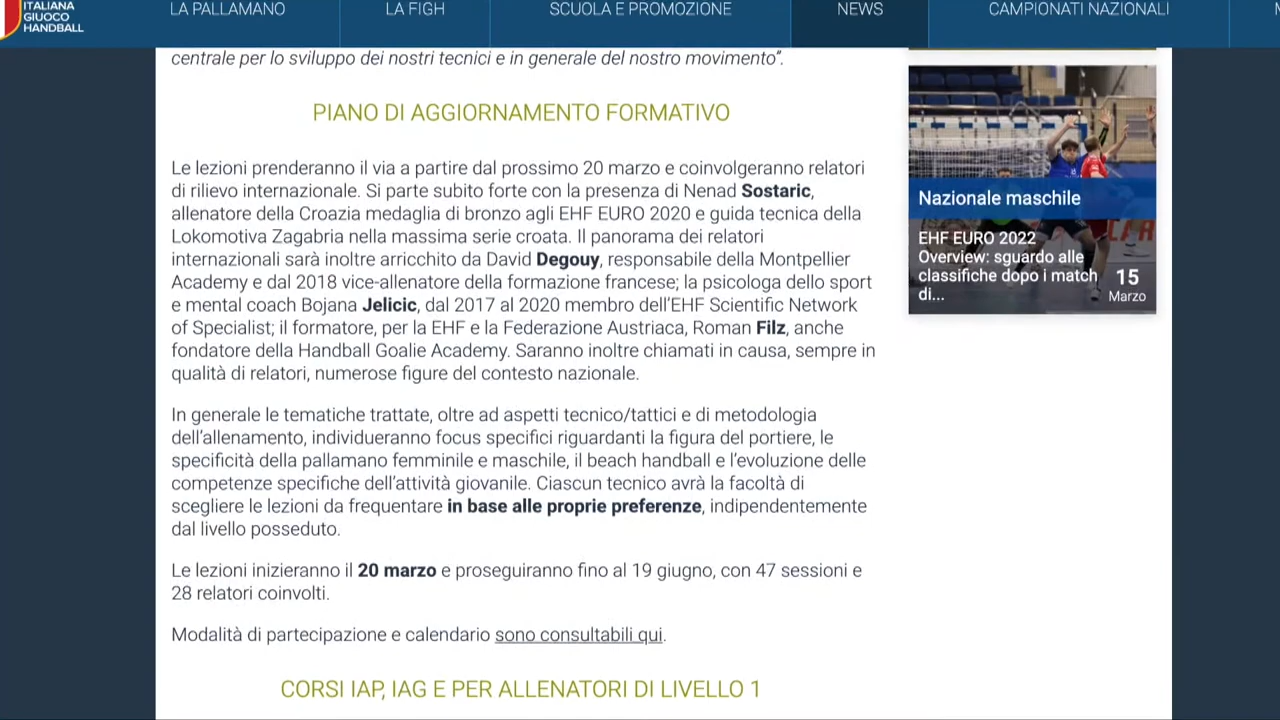 ITALIANA
GIUOCO
HANDBALL
LA PALLAMANO
LA FIGH
SCUOLA E PROMOZIONE
NEWS
CAMPIONATI NAZIONALI
centrale per lo sviluppo dei nostri tecnici e in generale del nostro movimento”.
PIANO DI AGGIORNAMENTO FORMATIVO
Le lezioni prenderanno il via a partire dal prossimo 20 marzo e coinvolgeranno relatori
di rilievo internazionale. Si parte subito forte con la presenza di Nenad Sostaric,
allenatore della Croazia medaglia di bronzo agli EHF EURO 2020 e guida tecnica della
Lokomotiva Zagabria nella massima serie croata. Il panorama dei relatori
internazionali sarà inoltre arricchito da David Degouy, responsabile della Montpellier
Academy e dal 2018 vice-allenatore della formazione francese; la psicologa dello sport
e mental coach Bojana Jelicic, dal 2017 al 2020 membro dell’EHF Scientific Network
of Specialist; il formatore, per la EHF e la Federazione Austriaca, Roman Filz, anche
fondatore della Handball Goalie Academy. Saranno inoltre chiamati in causa, sempre in
qualità di relatori, numerose figure del contesto nazionale.
In generale le tematiche trattate, oltre ad aspetti tecnico/tattici e di metodologia
dell’allenamento, individueranno focus specifici riguardanti la figura del portiere, le
specificità della pallamano femminile e maschile, il beach handball e l’evoluzione delle
competenze specifiche dell’attività giovanile. Ciascun tecnico avrà la facoltà di
scegliere le lezioni da frequentare in base alle proprie preferenze, indipendentemente
dal livello posseduto.
Le lezioni inizieranno il 20 marzo e proseguiranno fino al 19 giugno, con 47 sessioni e
28 relatori coinvolti.
Modalità di partecipazione e calendario sono consultabili qui.
CORSI IAP, IAG E PER ALLENATORI DI LIVELLO 1
Nazionale maschile
EHF EURO 2022
Overview: sguardo alle
classifiche dopo i match
di...
15
Marzo